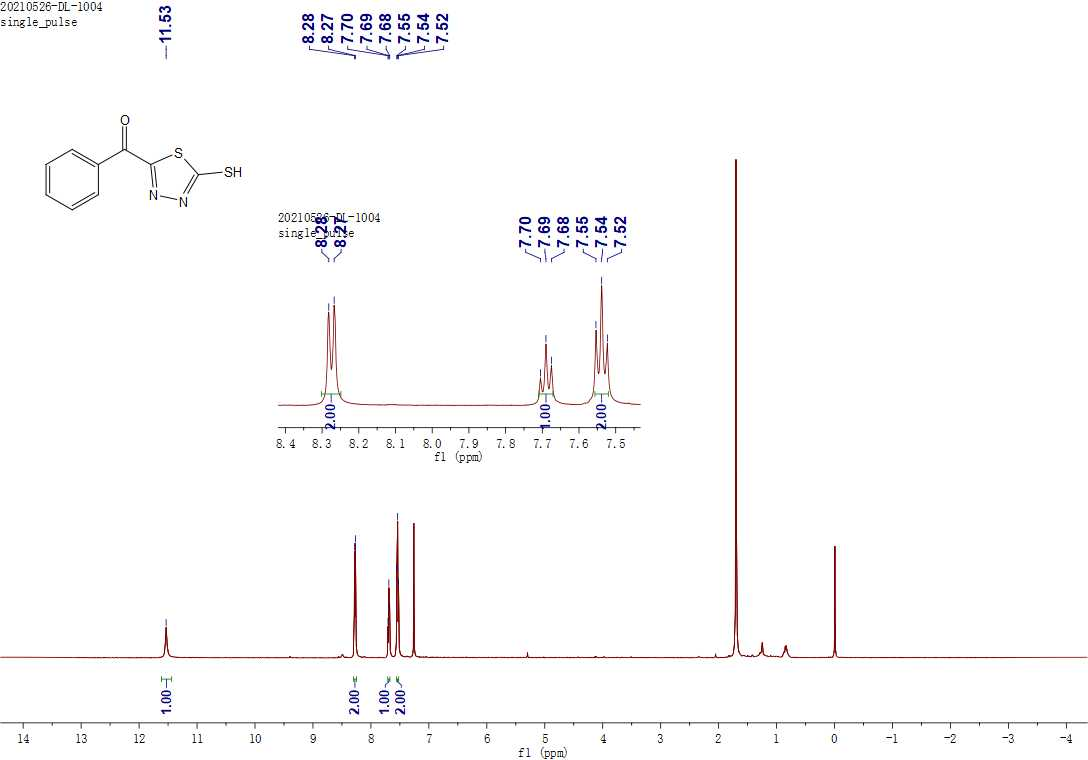 20210526-DL-1004
single_pulse
11.53
8.28
8.27
7.70
7.69
7.68
7.55
7.54
7.52
O
S
SH
N
N
20210526-DL-1004
single_pulse
8.28
8.27
7.70
7.69
7.68
7.55
7.54
7.52
2.00
1.00
2.00
8.4 8.3 8.2 8.1 8.0 7.9 7.8 7.7 7.6 7.5
f1 (ppm)
1.00
2.00
1.00
2.00
14 13 12 11 10 9 8 7 6 5 4 3 2 1 0 -1 -2 -3 -4
f1 (ppm)